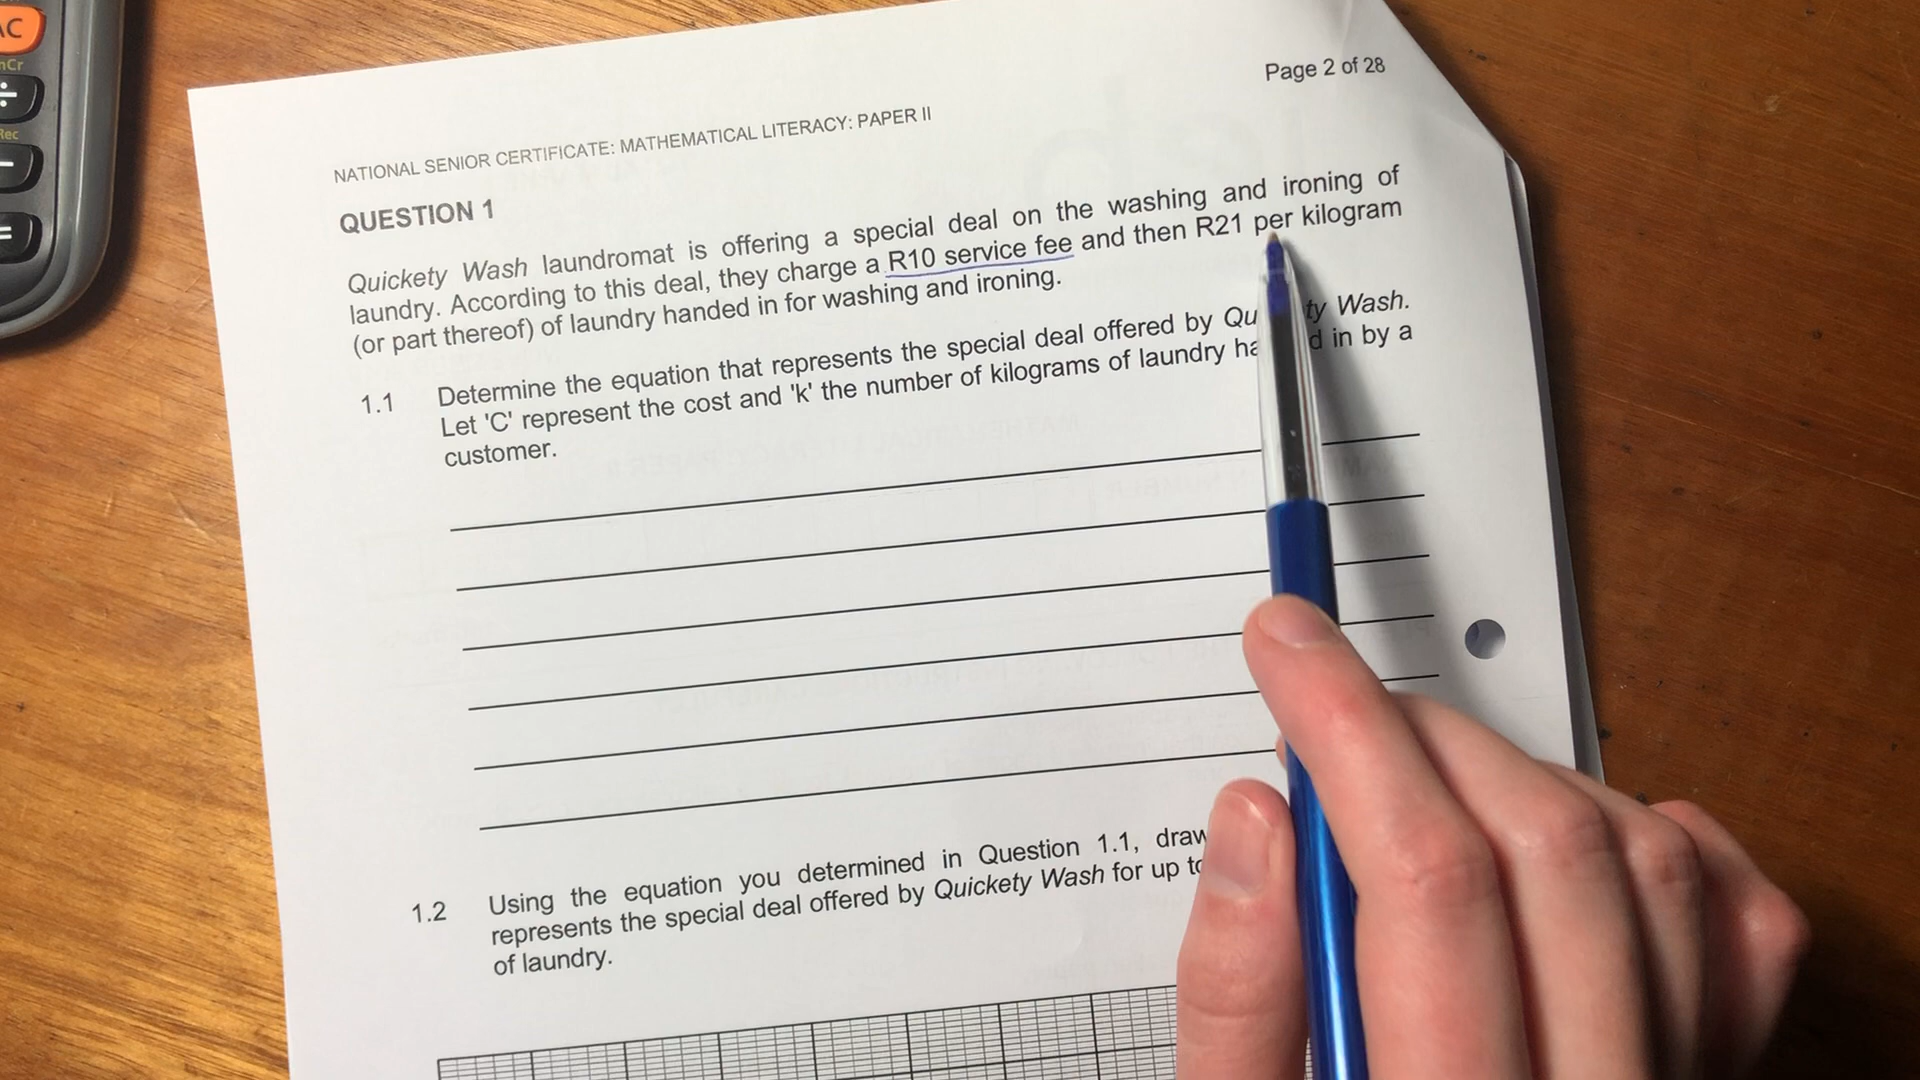 AC
nCr
÷
Rec
−
=
Page 2 of 28
NATIONAL SENIOR CERTIFICATE: MATHEMATICAL LITERACY: PAPER II
QUESTION 1
Quickety Wash laundromat is offering a special deal on the washing and ironing of
laundry. According to this deal, they charge a R10 service fee and then R21 per kilogram
(or part thereof) of laundry handed in for washing and ironing.
1.1 Determine the equation that represents the special deal offered by Qu ty Wash.
Let 'C' represent the cost and 'k' the number of kilograms of laundry ha d in by a
customer.
1.2 Using the equation you determined in Question 1.1, draw
represents the special deal offered by Quickety Wash for up to
of laundry.